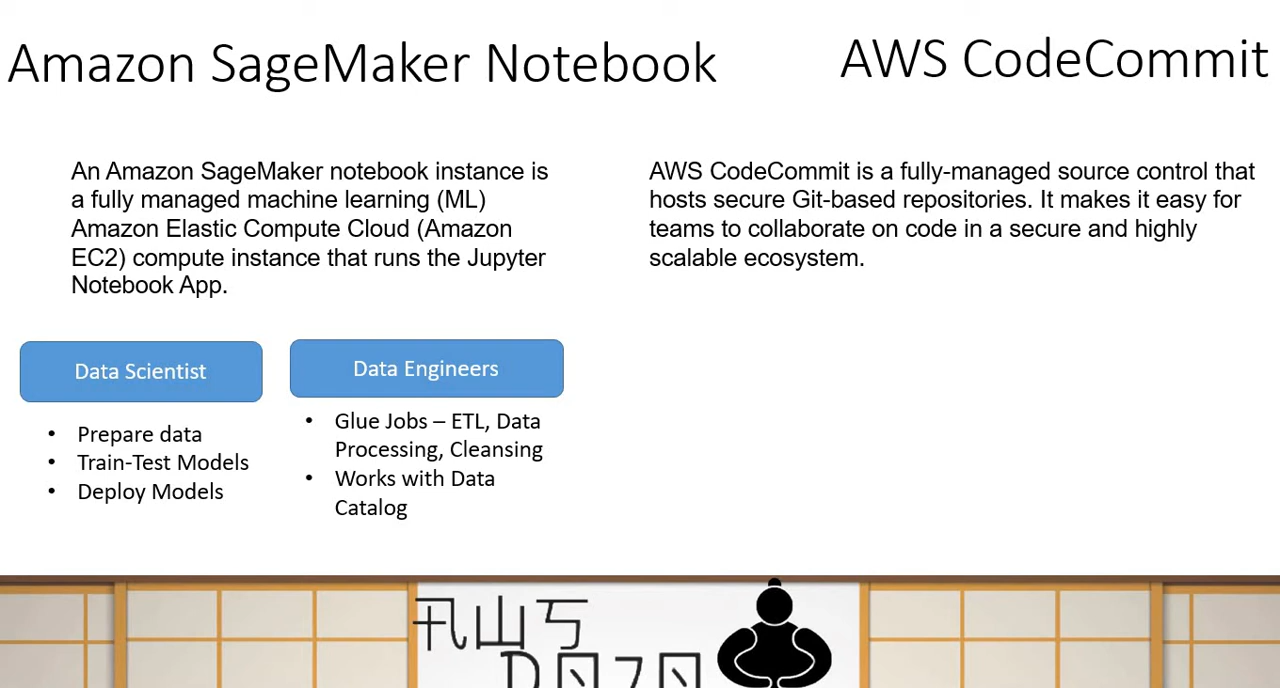 Amazon SageMaker Notebook
AWS CodeCommit
An Amazon SageMaker notebook instance is
a fully managed machine learning (ML)
Amazon Elastic Compute Cloud (Amazon
EC2) compute instance that runs the Jupyter
Notebook App.
AWS CodeCommit is a fully-managed source control that
hosts secure Git-based repositories. It makes it easy for
teams to collaborate on code in a secure and highly
scalable ecosystem.
Data Scientist
• Prepare data
• Train-Test Models
• Deploy Models
Data Engineers
• Glue Jobs – ETL, Data
Processing, Cleansing
• Works with Data
Catalog